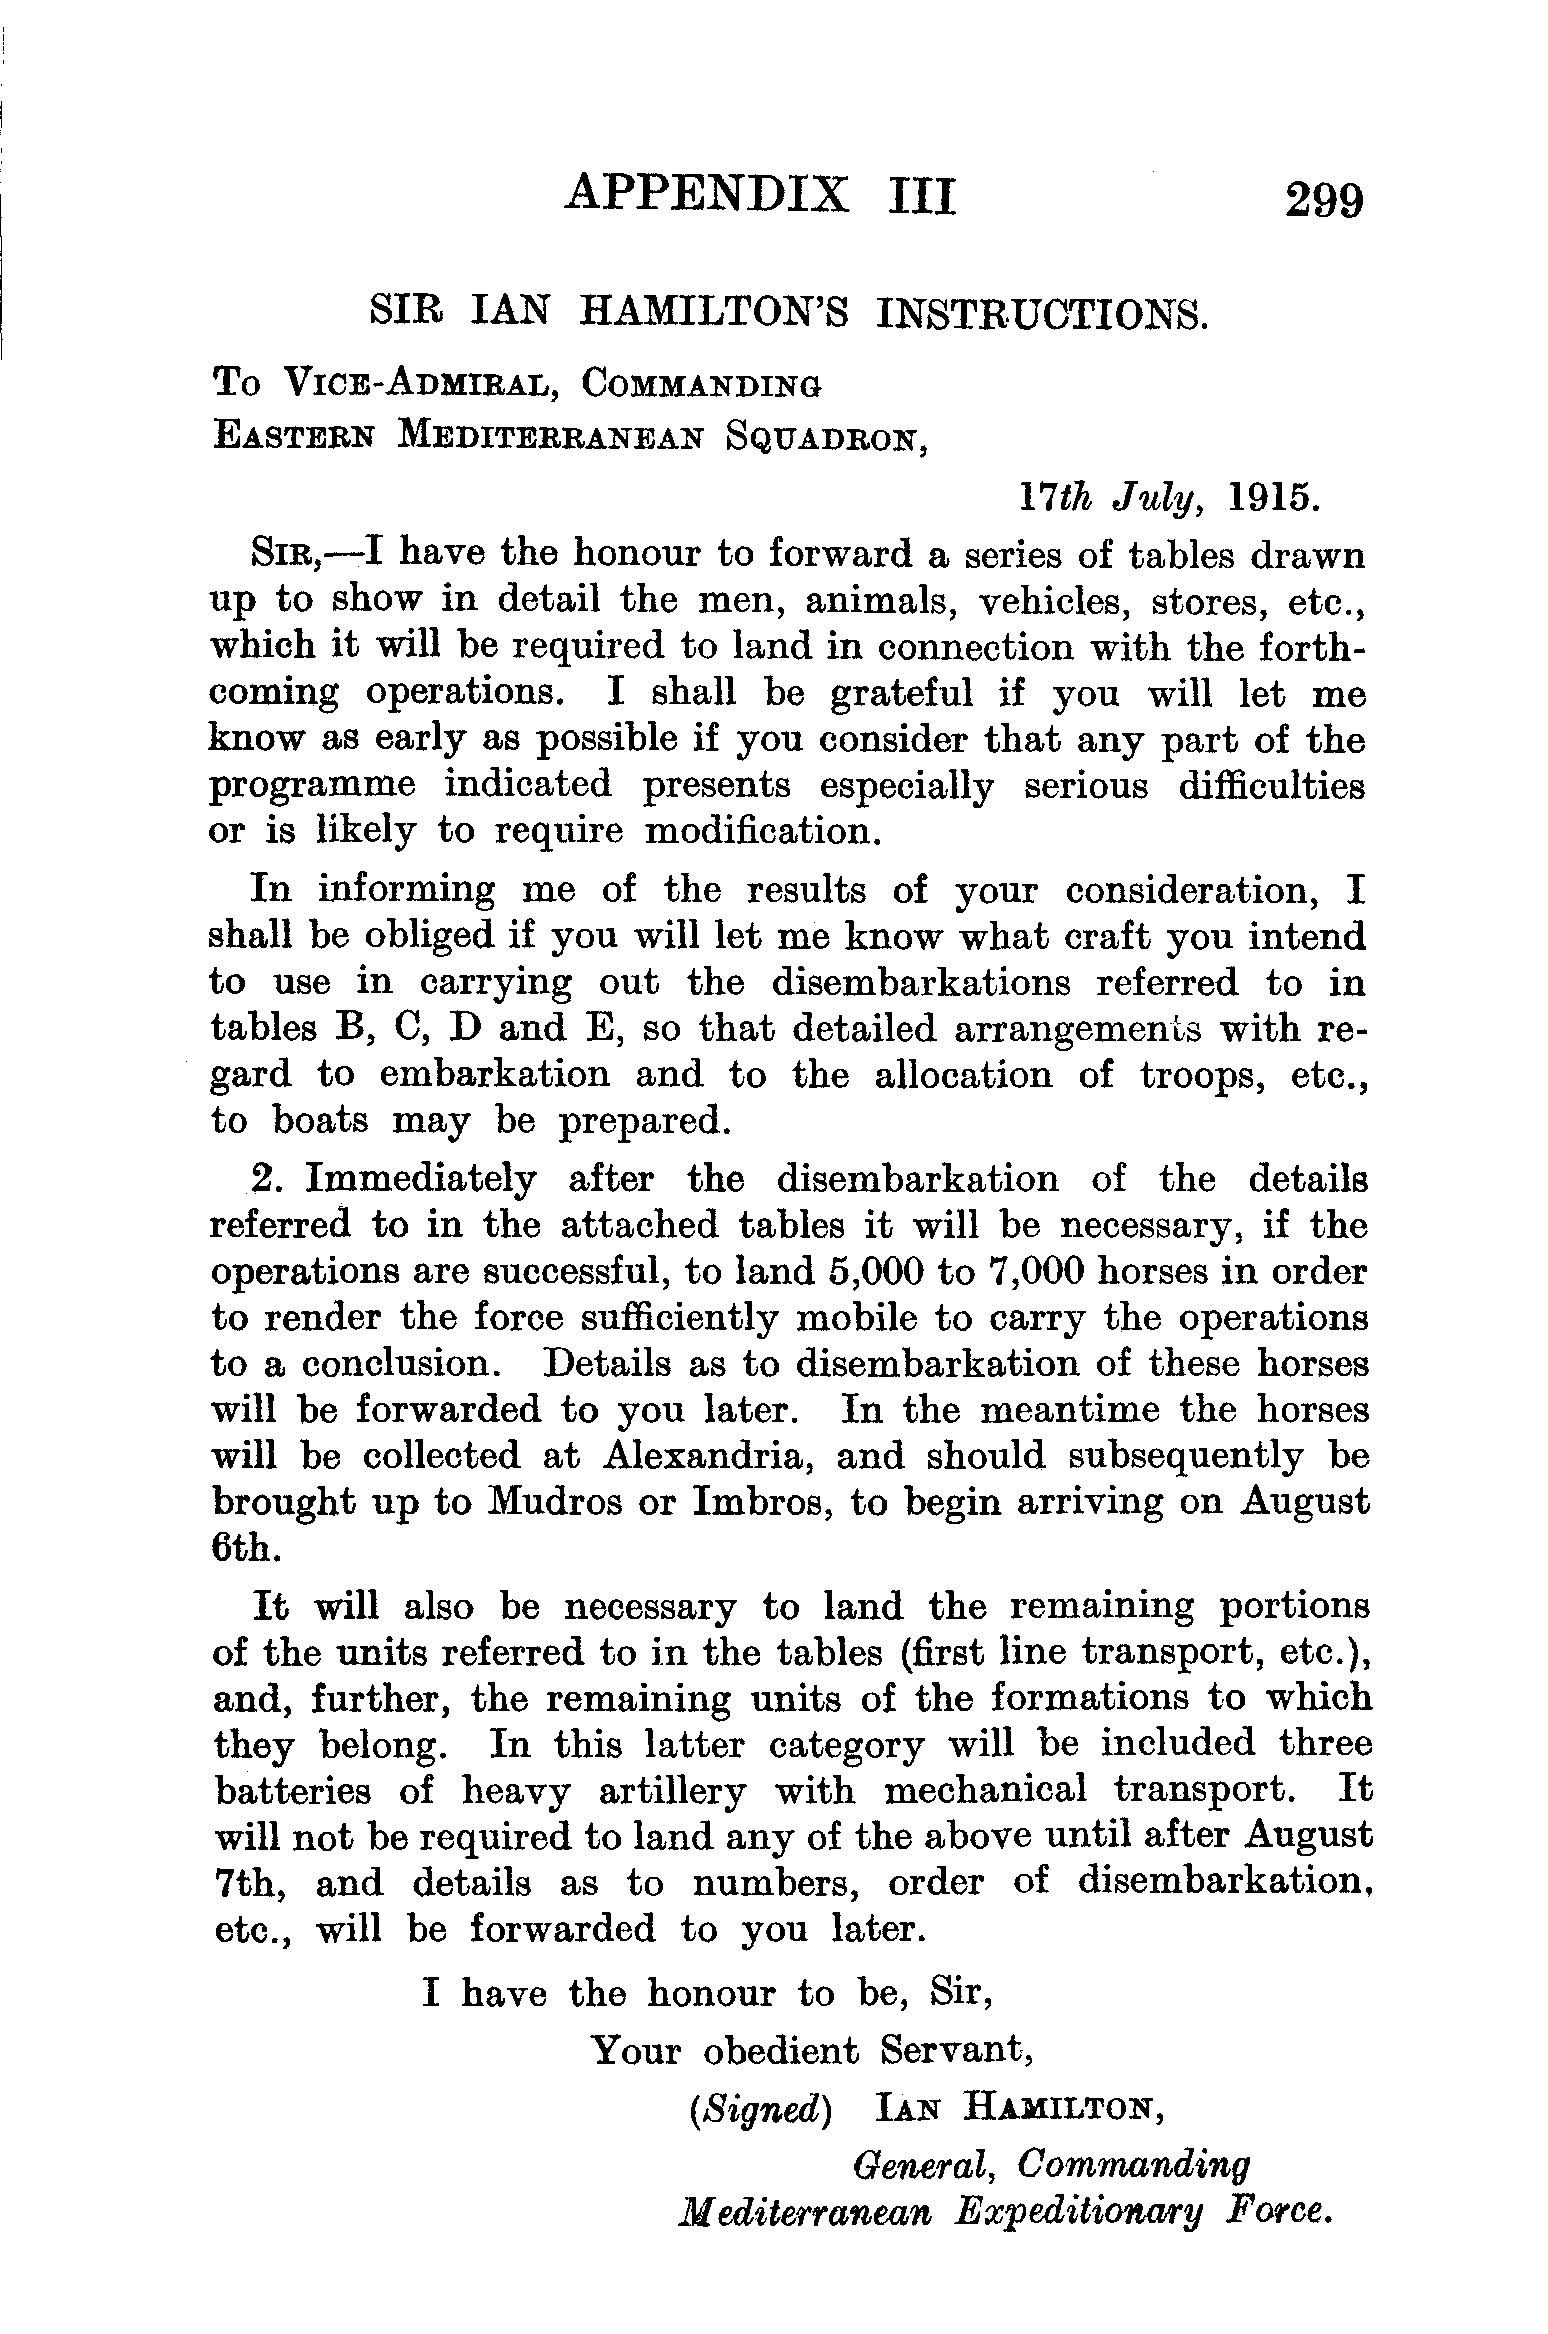 APPENDIX III 299
SIR IAN HAMILTON'S INSTRUCTIONS.
To Vice-Admiral, Commanding
Eastern Mediterranean Squadron,
17th July, 1915.
Sir,—I have the honour to forward a series of tables drawn
up to show in detail the men, animals, vehicles, stores, etc.,
which it will be required to land in connection with the forth-
coming operations. I shall be grateful if you will let me
know as early as possible if you consider that any part of the
programme indicated presents especially serious difficulties
or is likely to require modification.
In informing me of the results of your consideration, I
shall be obliged if you will let me know what craft you intend
to use in carrying out the disembarkations referred to in
tables B, C, D and E, so that detailed arrangements with re-
gard to embarkation and to the allocation of troops, etc.,
to boats may be prepared.
2. Immediately after the disembarkation of the details
referred to in the attached tables it will be necessary, if the
operations are successful, to land 5,000 to 7,000 horses in order
to render the force sufficiently mobile to carry the operations
to a conclusion. Details as to disembarkation of these horses
will be forwarded to you later. In the meantime the horses
will be collected at Alexandria, and should subsequently be
brought up to Mudros or Imbros, to begin arriving on August
6th.
It will also be necessary to land the remaining portions
of the units referred to in the tables (first line transport, etc.),
and, further, the remaining units of the formations to which
they belong. In this latter category will be included three
batteries of heavy artillery with mechanical transport. It
will not be required to land any of the above until after August
7th, and details as to numbers, order of disembarkation,
etc., will be forwarded to you later.
I have the honour to be, Sir,
Your obedient Servant,
(Signed) Ian Hamilton,
General, Commanding
Mediterranean Expeditionary Force.